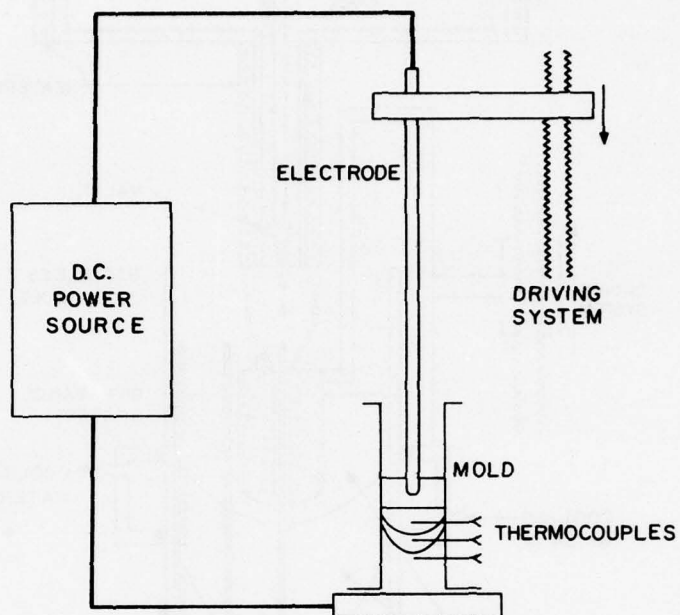 ELECTRODE
D.C.
POWER
SOURCE
DRIVING
SYSTEM
MOLD
THERMOCOUPLES